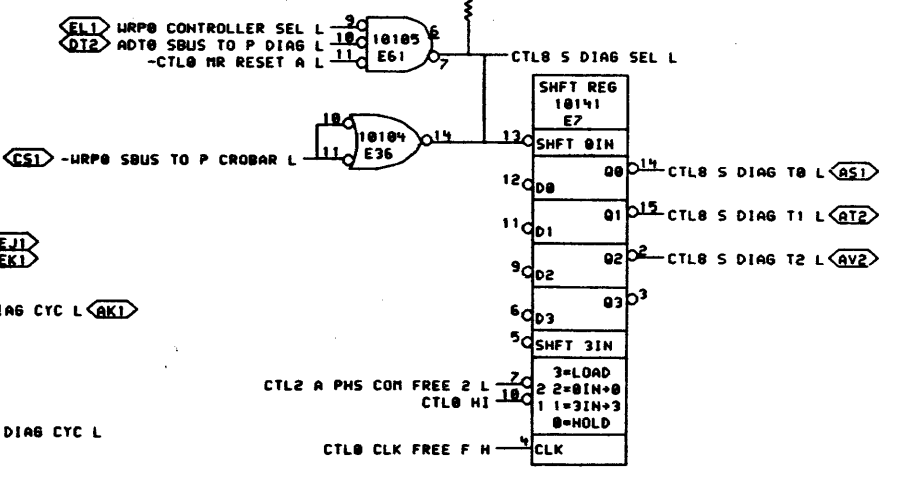 EL1 WRP0 CONTROLLER SEL L 9
DT2 ADT0 SBUS TO P DIAG L 10
-CTL0 MR RESET A L 11
10105
E61
6
7
CTL8 S DIAG SEL L
SHFT REG
10141
E7
10
11
10104
E36
14
CS1 -WRP0 SBUS TO P CROBAR L
13 SHFT 0IN
Q0 14 CTL8 S DIAG T0 L AS1
12 D0
Q1 15 CTL8 S DIAG T1 L AT2
11 D1
EJ1
EK1
Q2 2 CTL8 S DIAG T2 L AV2
9 D2
Q3 3
IAG CYC L AK1
6 D3
5 SHFT 3IN
3=LOAD
CTL2 A PHS COM FREE 2 L 7 2 2=0IN→0
CTL0 HI 10 1 1=3IN→3
0=HOLD
DIAG CYC L
CTL0 CLK FREE F H 4 CLK